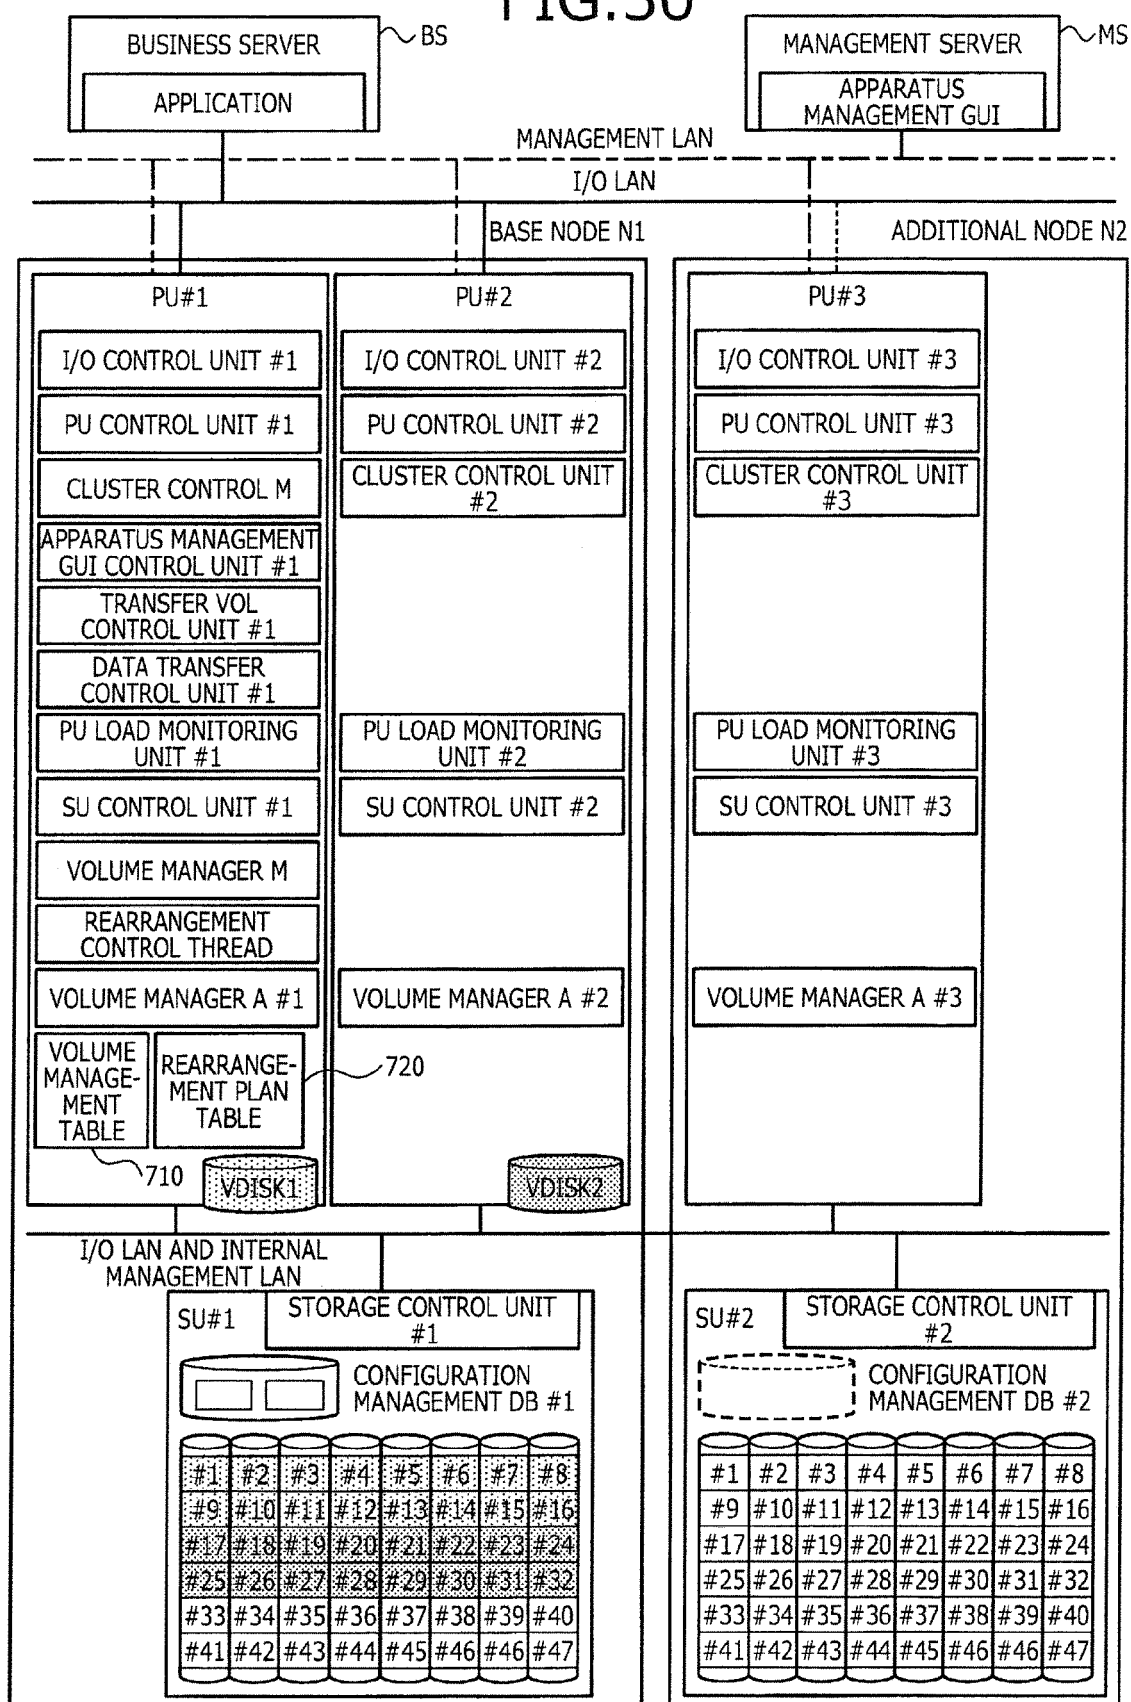 FIG.30
BUSINESS SERVER
BS
APPLICATION
MANAGEMENT SERVER
MS
APPARATUS
MANAGEMENT GUI
MANAGEMENT LAN
I/O LAN
BASE NODE N1
ADDITIONAL NODE N2
PU#1
I/O CONTROL UNIT #1
PU CONTROL UNIT #1
CLUSTER CONTROL M
APPARATUS MANAGEMENT
GUI CONTROL UNIT #1
TRANSFER VOL
CONTROL UNIT #1
DATA TRANSFER
CONTROL UNIT #1
PU LOAD MONITORING
UNIT #1
SU CONTROL UNIT #1
VOLUME MANAGER M
REARRANGEMENT
CONTROL THREAD
VOLUME MANAGER A #1
VOLUME
MANAGE-
MENT
TABLE
710
REARRANGE-
MENT PLAN
TABLE
720
VDISK1
PU#2
I/O CONTROL UNIT #2
PU CONTROL UNIT #2
CLUSTER CONTROL UNIT
#2
PU LOAD MONITORING
UNIT #2
SU CONTROL UNIT #2
VOLUME MANAGER A #2
VDISK2
PU#3
I/O CONTROL UNIT #3
PU CONTROL UNIT #3
CLUSTER CONTROL UNIT
#3
PU LOAD MONITORING
UNIT #3
SU CONTROL UNIT #3
VOLUME MANAGER A #3
I/O LAN AND INTERNAL
MANAGEMENT LAN
SU#1
STORAGE CONTROL UNIT
#1
CONFIGURATION
MANAGEMENT DB #1
#1 #2 #3 #4 #5 #6 #7 #8
#9 #10 #11 #12 #13 #14 #15 #16
#17 #18 #19 #20 #21 #22 #23 #24
#25 #26 #27 #28 #29 #30 #31 #32
#33 #34 #35 #36 #37 #38 #39 #40
#41 #42 #43 #44 #45 #46 #46 #47
SU#2
STORAGE CONTROL UNIT
#2
CONFIGURATION
MANAGEMENT DB #2
#1 #2 #3 #4 #5 #6 #7 #8
#9 #10 #11 #12 #13 #14 #15 #16
#17 #18 #19 #20 #21 #22 #23 #24
#25 #26 #27 #28 #29 #30 #31 #32
#33 #34 #35 #36 #37 #38 #39 #40
#41 #42 #43 #44 #45 #46 #46 #47